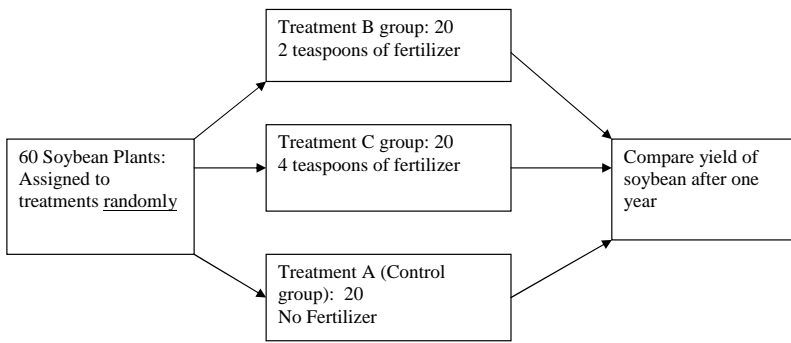 60 Soybean Plants:
Assigned to
treatments randomly
Treatment B group: 20
2 teaspoons of fertilizer
Treatment C group: 20
4 teaspoons of fertilizer
Treatment A (Control
group):  20
No Fertilizer
Compare yield of
soybean after one
year